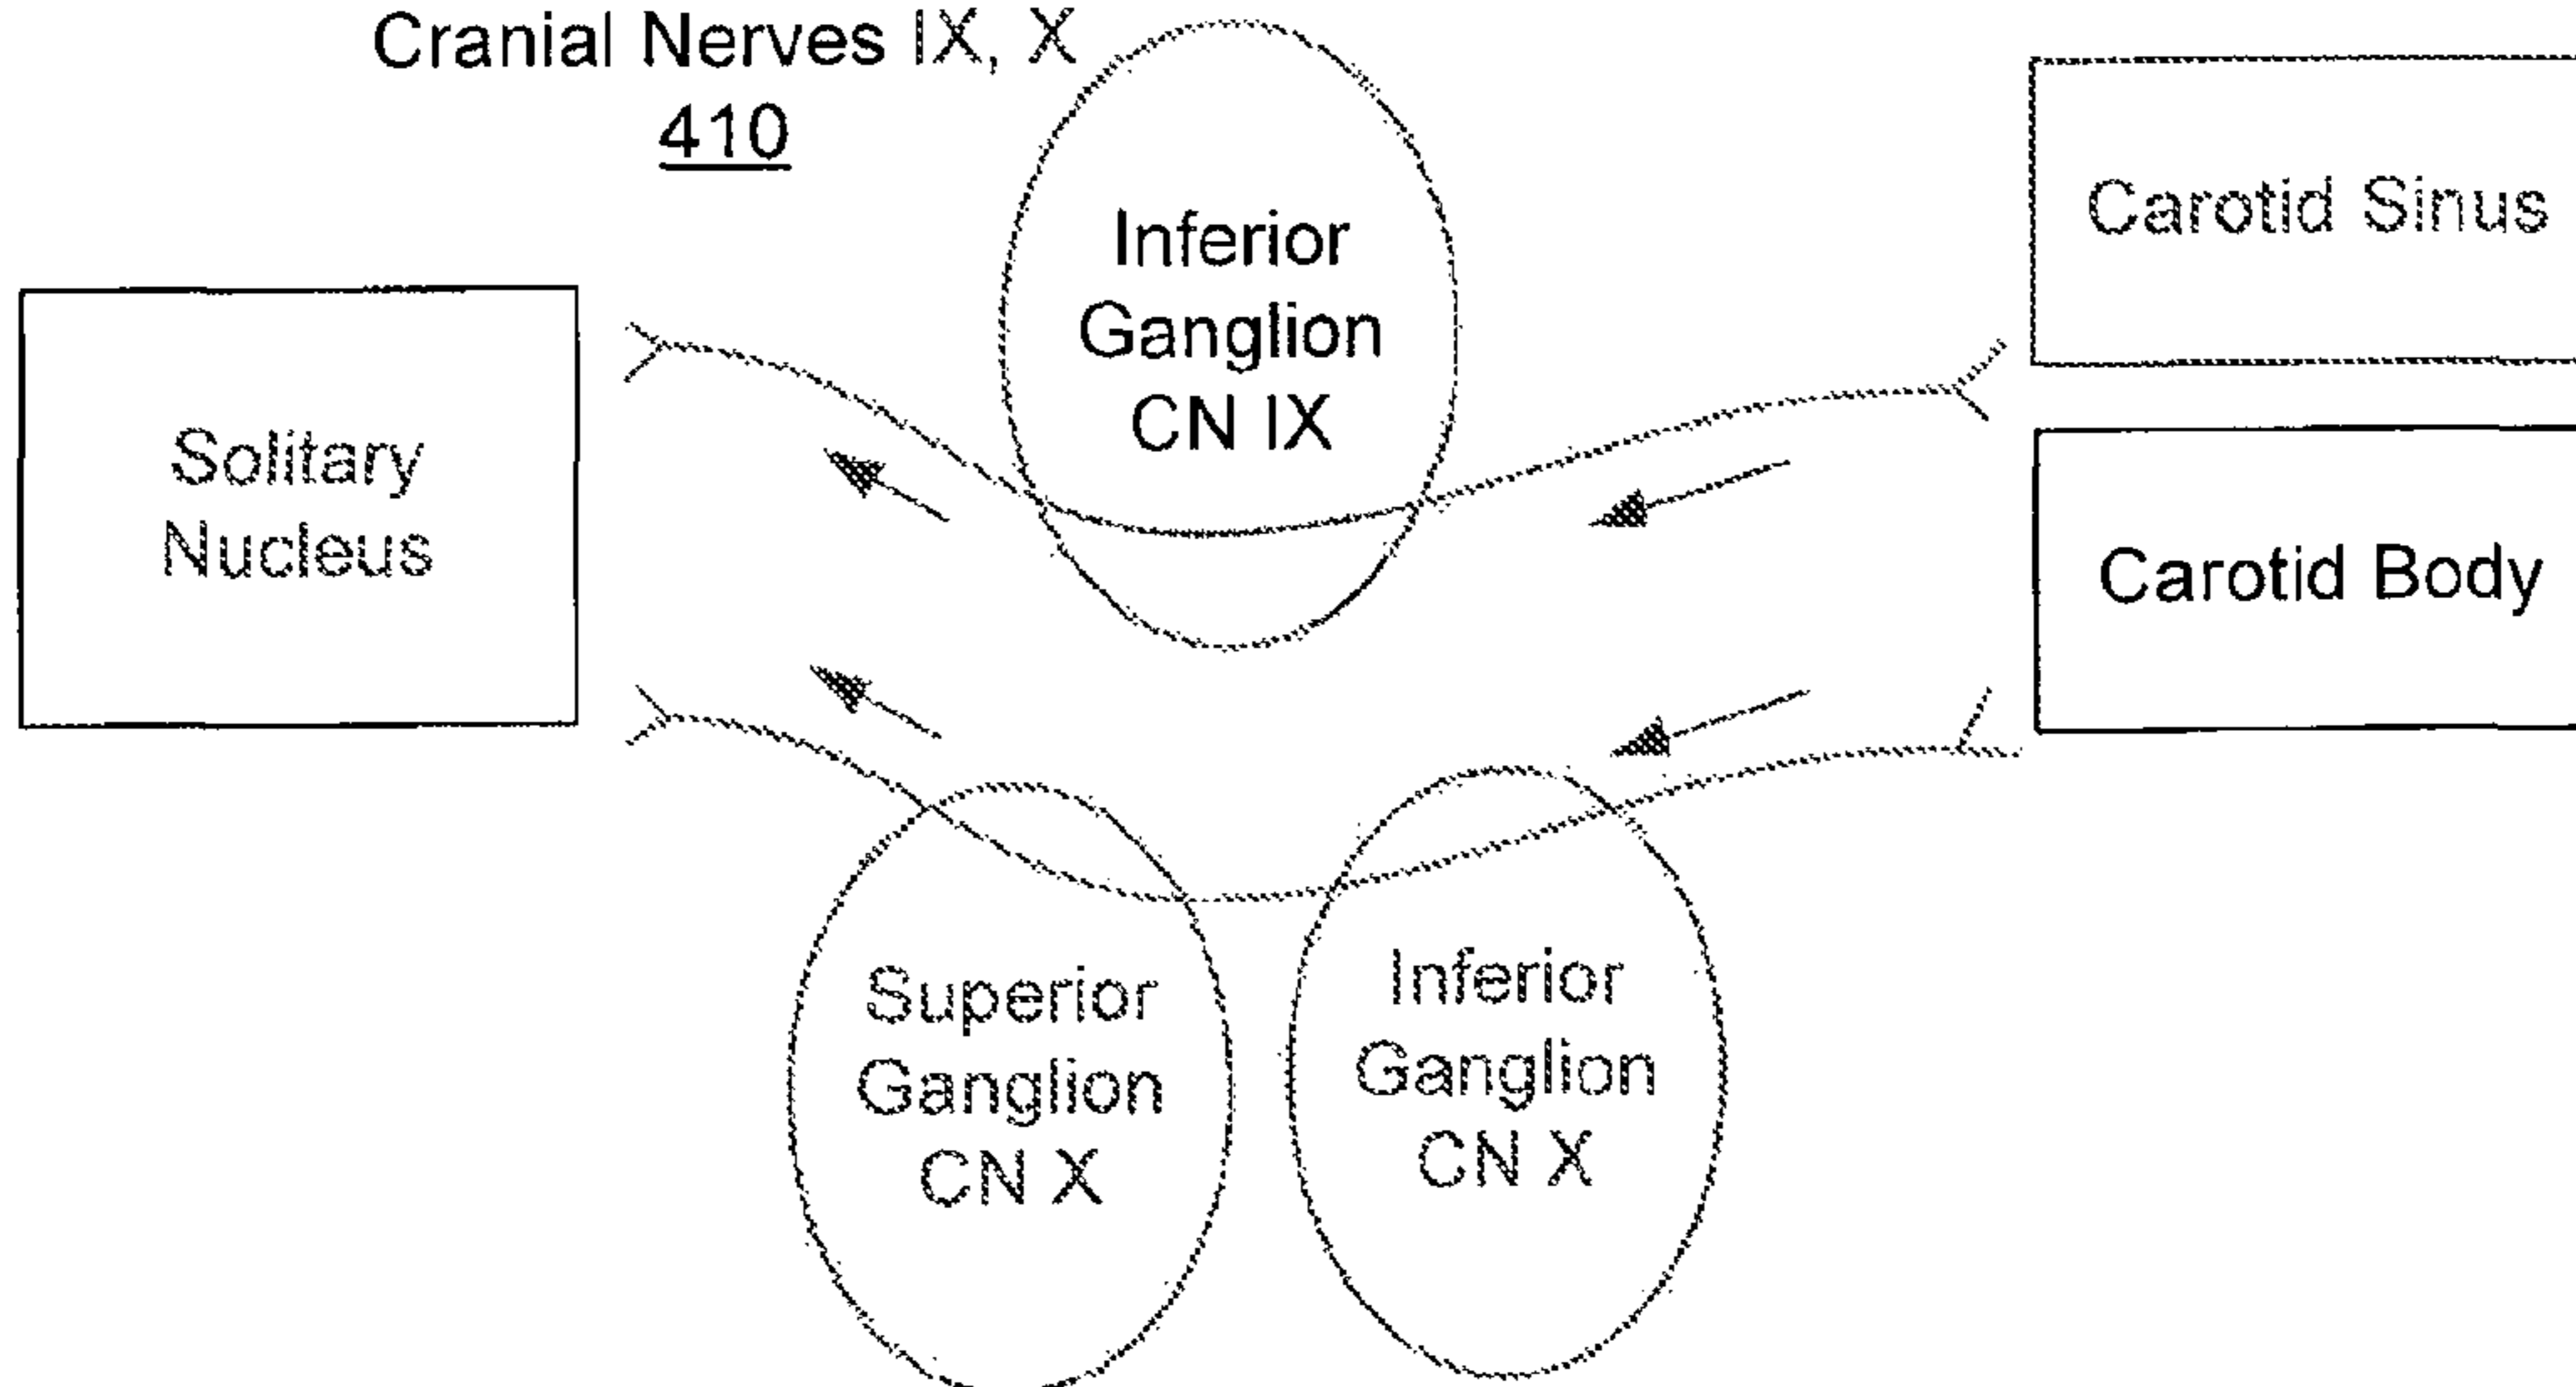 Cranial Nerves IX, X
410
Inferior
Ganglion
CN IX
Carotid Sinus
Solitary
Nucleus
Carotid Body
Superior
Ganglion
CN X
Inferior
Ganglion
CN X